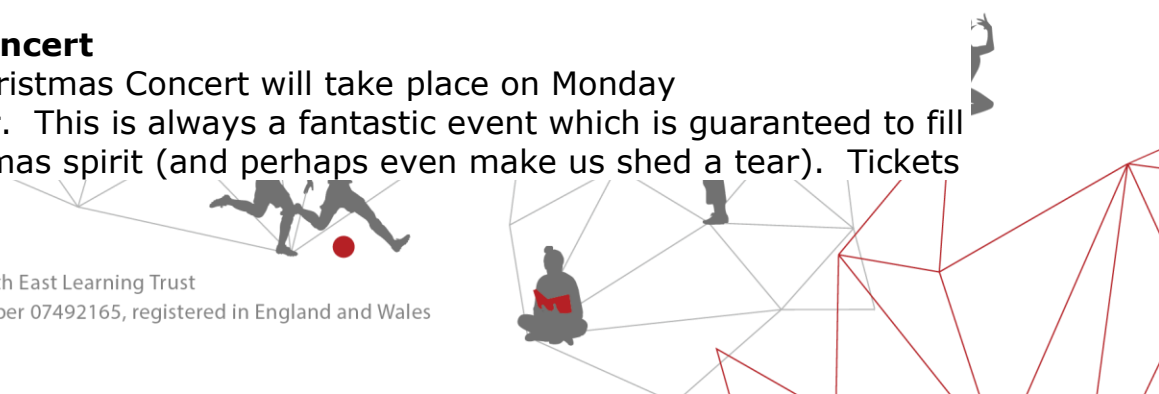 ncert
ristmas Concert will take place on Monday
. This is always a fantastic event which is guaranteed to fill
mas spirit (and perhaps even make us shed a tear). Tickets
h East Learning Trust
ber 07492165, registered in England and Wales